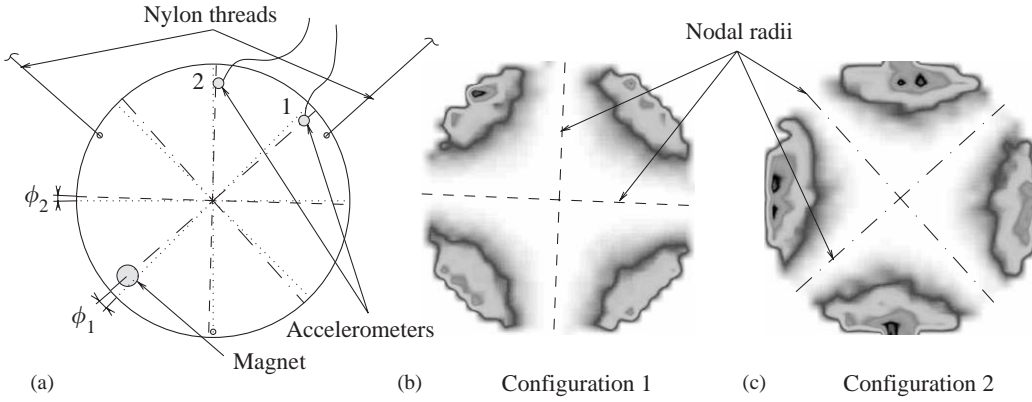 Nylon threads
Nodal radii
2
1
ϕ2
ϕ1
Accelerometers
Magnet
(a)
(b)
Configuration 1
(c)
Configuration 2